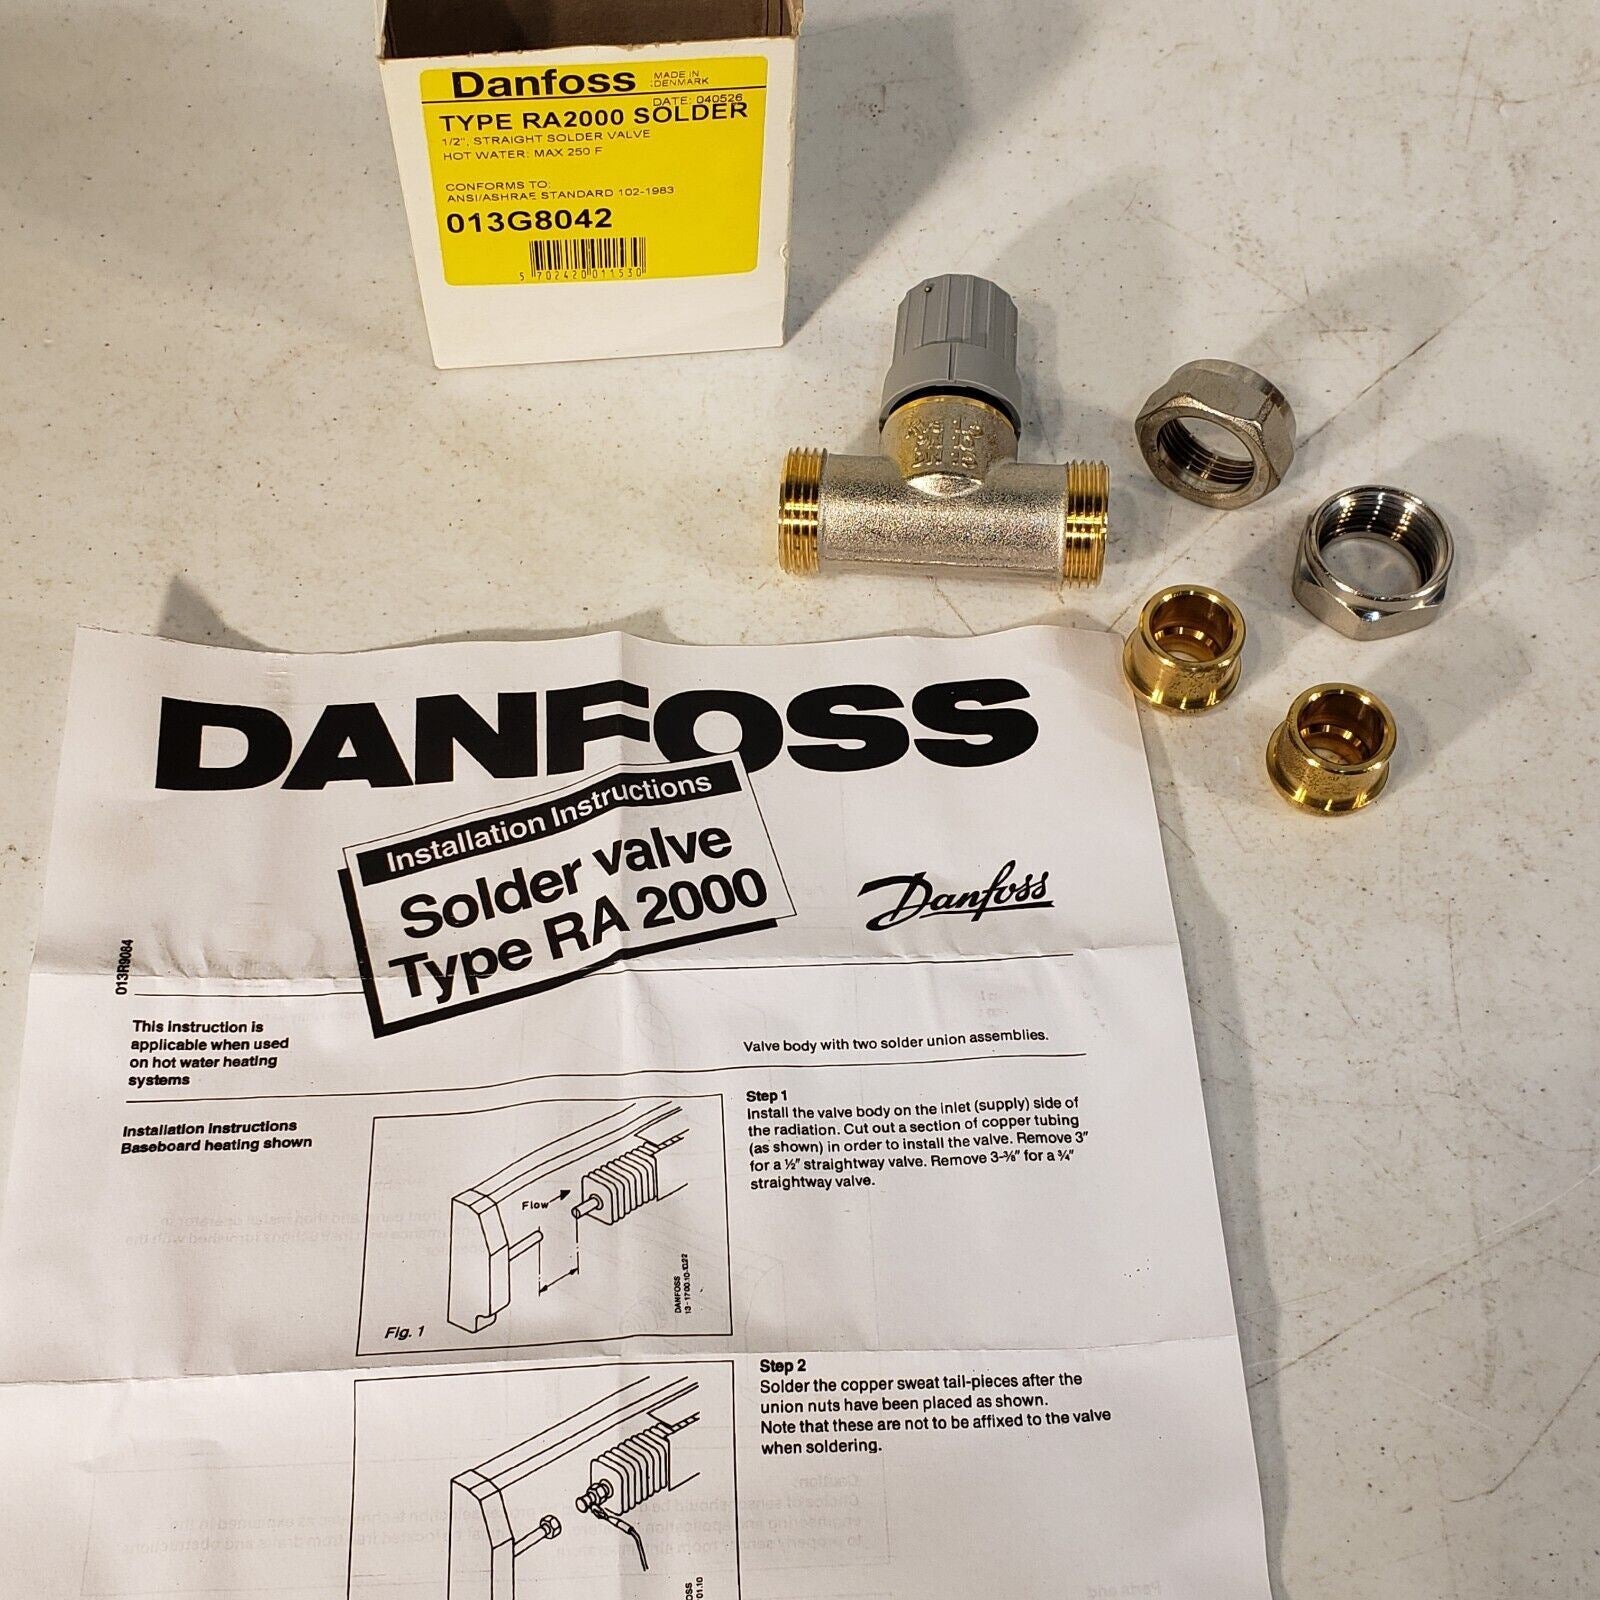 Danfoss
MADE IN
DENMARK
DATE: 040526
TYPE RA2000 SOLDER
1/2", STRAIGHT SOLDER VALVE
HOT WATER: MAX 250 F
CONFORMS TO:
ANSI/ASHRAE STANDARD 102-1983
013G8042
5 702420 011530
DN 15
DANFOSS
Installation Instructions
Solder valve
Type RA 2000
Danfoss
013R9084
This instruction is
applicable when used
on hot water heating
systems
Valve body with two solder union assemblies.
Installation Instructions
Baseboard heating shown
Flow
DANFOSS
Fig. 1
Step 1
Install the valve body on the inlet (supply) side of
the radiation. Cut out a section of copper tubing
(as shown) in order to install the valve. Remove 3"
for a ½" straightway valve. Remove 3-⅜" for a ¾"
straightway valve.
Step 2
Solder the copper sweat tail-pieces after the
union nuts have been placed as shown.
Note that these are not to be affixed to the valve
when soldering.